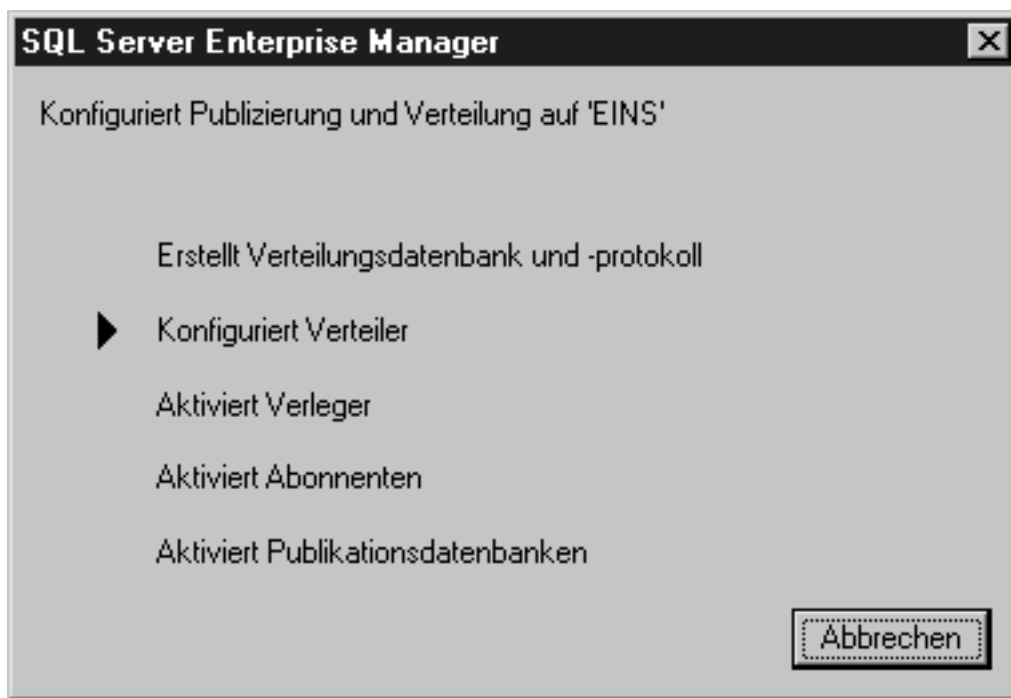 SQL Server Enterprise Manager
Konfiguriert Publizierung und Verteilung auf 'EINS'
Erstellt Verteilungsdatenbank und -protokoll
Konfiguriert Verteiler
Aktiviert Verleger
Aktiviert Abonnenten
Aktiviert Publikationsdatenbanken
Abbrechen